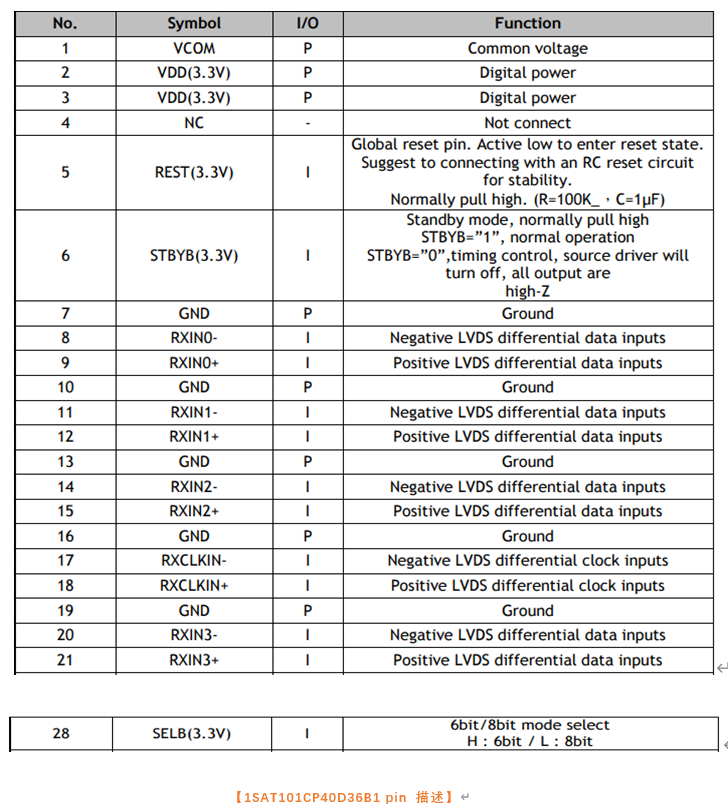 No. Symbol I/O Function
1 VCOM P Common voltage
2 VDD(3.3V) P Digital power
3 VDD(3.3V) P Digital power
4 NC - Not connect
Global reset pin. Active low to enter reset state.
Suggest to connecting with an RC reset circuit
5 REST(3.3V) I for stability.
Normally pull high. (R=100K_，C=1μF)
Standby mode, normally pull high
STBYB=”1”, normal operation
6 STBYB(3.3V) I STBYB=”0”,timing control, source driver will
turn off, all output are
high-Z
7 GND P Ground
8 RXIN0- I Negative LVDS differential data inputs
9 RXIN0+ I Positive LVDS differential data inputs
10 GND P Ground
11 RXIN1- I Negative LVDS differential data inputs
12 RXIN1+ I Positive LVDS differential data inputs
13 GND P Ground
14 RXIN2- I Negative LVDS differential data inputs
15 RXIN2+ I Positive LVDS differential data inputs
16 GND P Ground
17 RXCLKIN- I Negative LVDS differential clock inputs
18 RXCLKIN+ I Positive LVDS differential clock inputs
19 GND P Ground
20 RXIN3- I Negative LVDS differential data inputs
21 RXIN3+ I Positive LVDS differential data inputs
28 SELB(3.3V) I 6bit/8bit mode select
H : 6bit / L : 8bit
【1SAT101CP40D36B1 pin 描述】